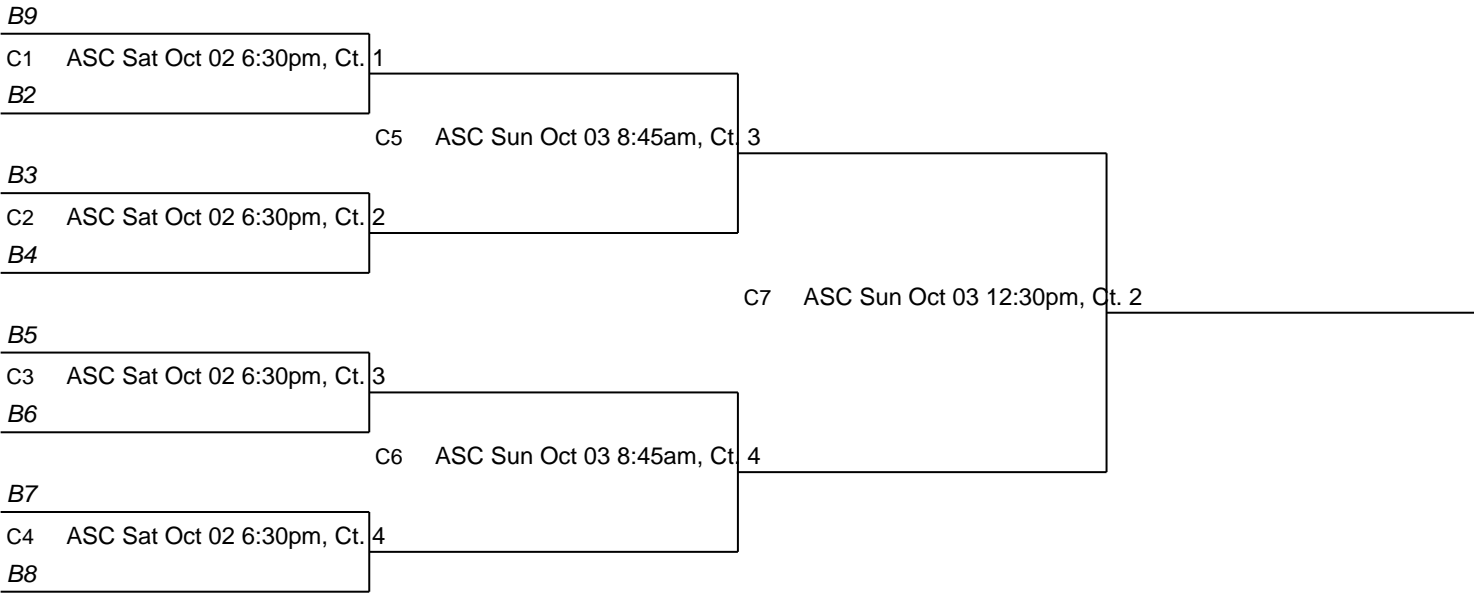 B9
C1 ASC Sat Oct 02 6:30pm, Ct. 1
B2
C5 ASC Sun Oct 03 8:45am, Ct. 3
B3
C2 ASC Sat Oct 02 6:30pm, Ct. 2
B4
C7 ASC Sun Oct 03 12:30pm, Ct. 2
B5
C3 ASC Sat Oct 02 6:30pm, Ct. 3
B6
C6 ASC Sun Oct 03 8:45am, Ct. 4
B7
C4 ASC Sat Oct 02 6:30pm, Ct. 4
B8